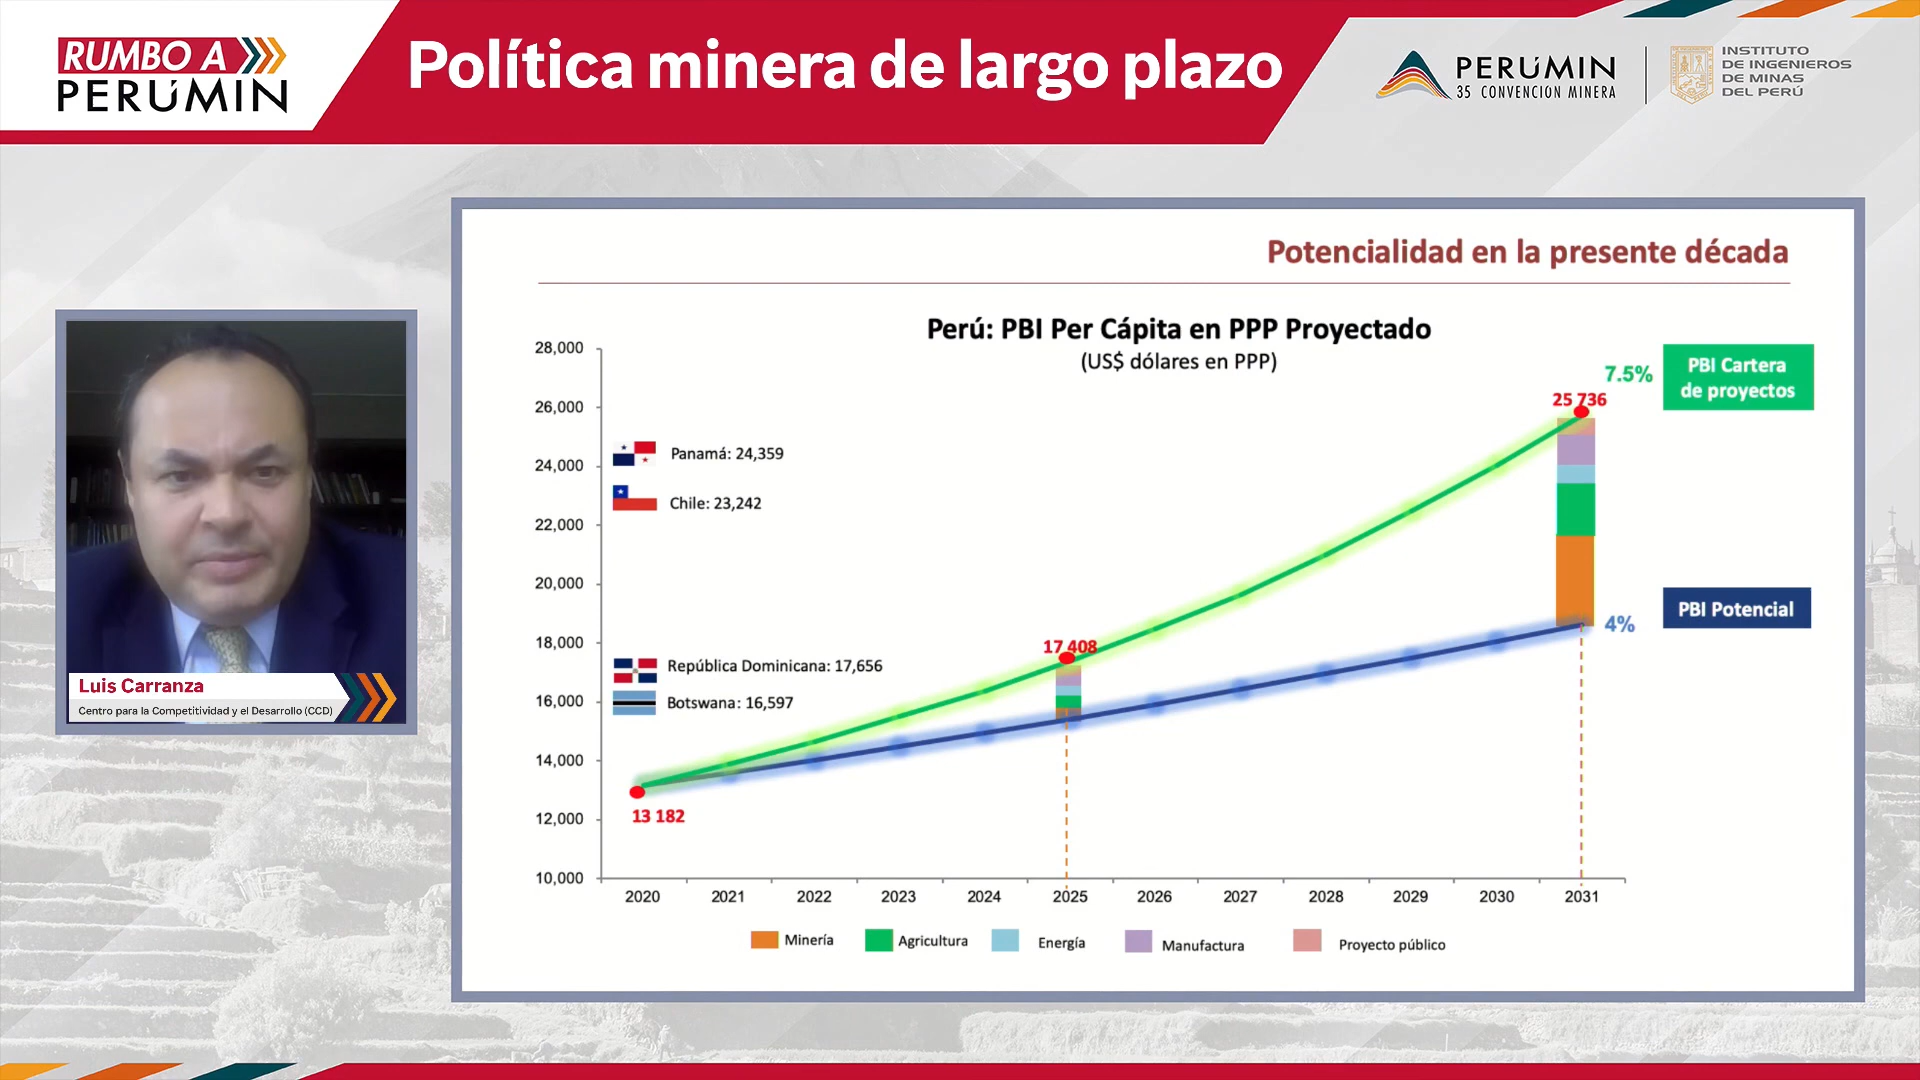 RUMBO A
PERÚMIN
Política minera de largo plazo
PERÚMIN
35 CONVENCIÓN MINERA
INSTITUTO
DE INGENIEROS
DE MINAS
DEL PERÚ
Potencialidad en la presente década
Perú: PBI Per Cápita en PPP Proyectado
(US$ dólares en PPP)
28,000
26,000
24,000
22,000
20,000
18,000
16,000
14,000
12,000
10,000
Panamá: 24,359
Chile: 23,242
República Dominicana: 17,656
Botswana: 16,597
13 182
17 408
25 736
7.5%
PBI Cartera
de proyectos
4%
PBI Potencial
2020 2021 2022 2023 2024 2025 2026 2027 2028 2029 2030 2031
Minería Agricultura Energía Manufactura Proyecto público
Luis Carranza
Centro para la Competitividad y el Desarrollo (CCD)